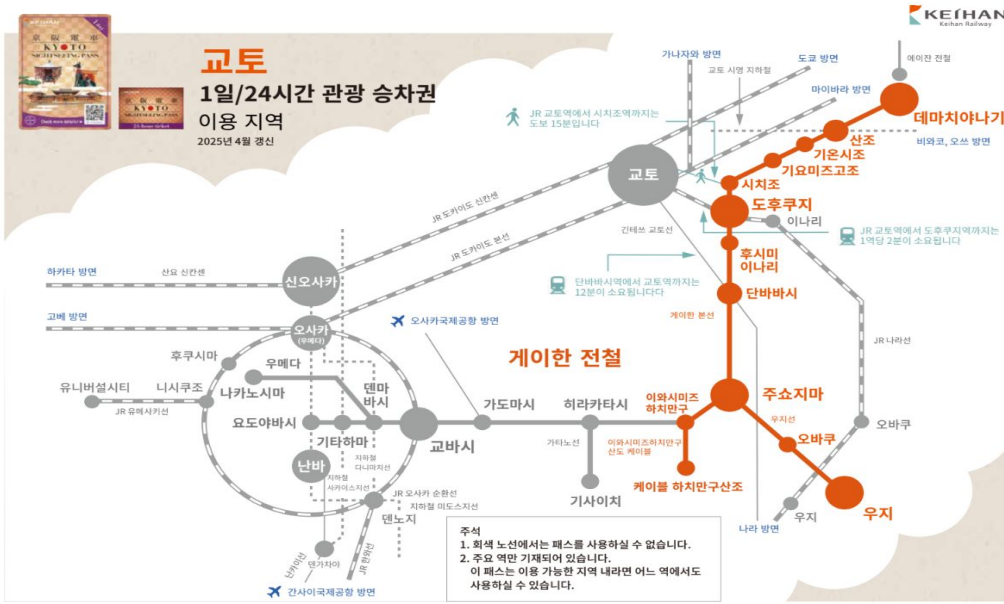 KEIHAN
京阪電車
KYOTO
SIGHTSEEING PASS
京阪電車
KYOTO
SIGHTSEEING PASS
교토
1일/24시간 관광 승차권
이용 지역
2025년 4월 갱신
KEIHAN
Keihan Railway
가나자와 방면
교토 시영 지하철
도쿄 방면
에이잔 전철
마이바라 방면
데마치야나기
JR 교토역에서 시치조역까지는
도보 15분입니다
산조
비와코, 오쓰 방면
기온시조
기요미즈고조
교토
시치조
JR 도카이도 신칸센
도후쿠지
이나리
긴테쓰 교토선
JR 교토역에서 도후쿠지역까지는
1역당 2분이 소요됩니다
JR 도카이도 본선
후시미
이나리
하카타 방면
산요 신칸센
신오사카
단바바시역에서 교토역까지는
12분이 소요됩니다다
단바바시
고베 방면
오사카
(우메다)
오사카국제공항 방면
게이한 본선
후쿠시마
우메다
게이한 전철
JR 나라선
유니버설시티
니시쿠조
나카노시마
덴마
바시
JR 유메사키선
가도마시
히라카타시
이와시미즈
하치만구
주쇼지마
우지선
요도야바시
기타하마
교바시
가타노선
이와시미즈하치만구
산도 케이블
오바쿠
오바쿠
난바
지하철
다니마치선
지하철
사카이스지선
기사이치
케이블 하치만구산조
우지
우지
JR 오사카 순환선
지하철 미도스지선
덴노지
나라 방면
난카이선
덴가차야
JR 한와선
간사이국제공항 방면
주석
1. 회색 노선에서는 패스를 사용하실 수 없습니다.
2. 주요 역만 기재되어 있습니다.
이 패스는 이용 가능한 지역 내라면 어느 역에서도
사용하실 수 있습니다.